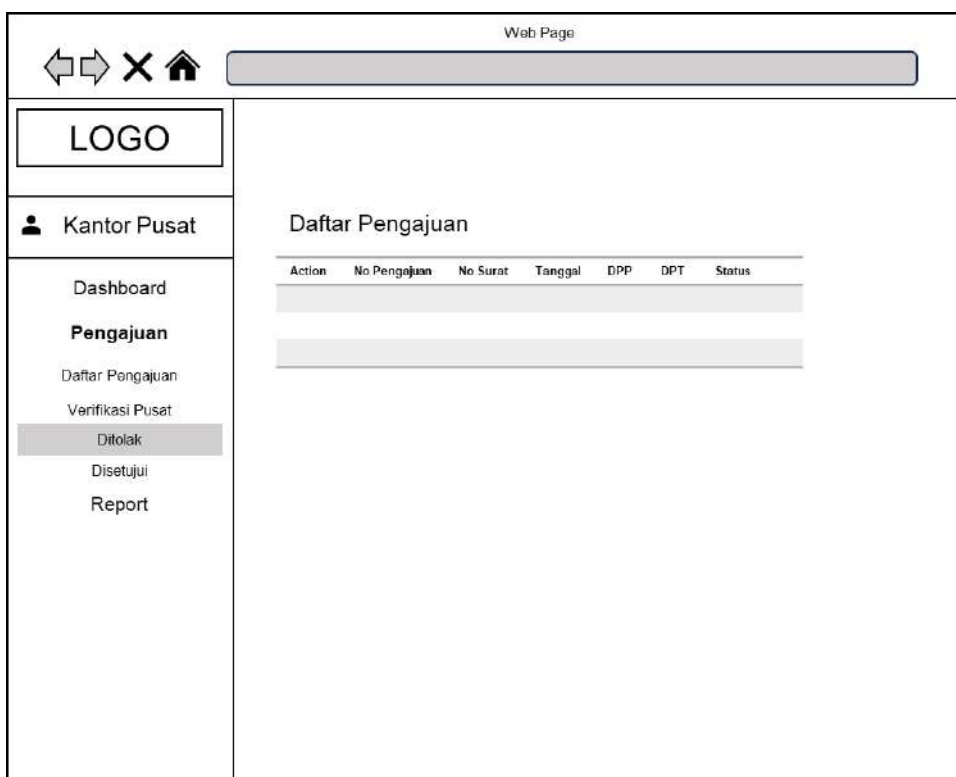 Web Page
LOGO
Kantor Pusat
Dashboard
Pengajuan
Daftar Pengajuan
Verifikasi Pusat
Ditolak
Disetujui
Report
Daftar Pengajuan
Action No Pengajuan No Surat Tanggal DPP DPT Status